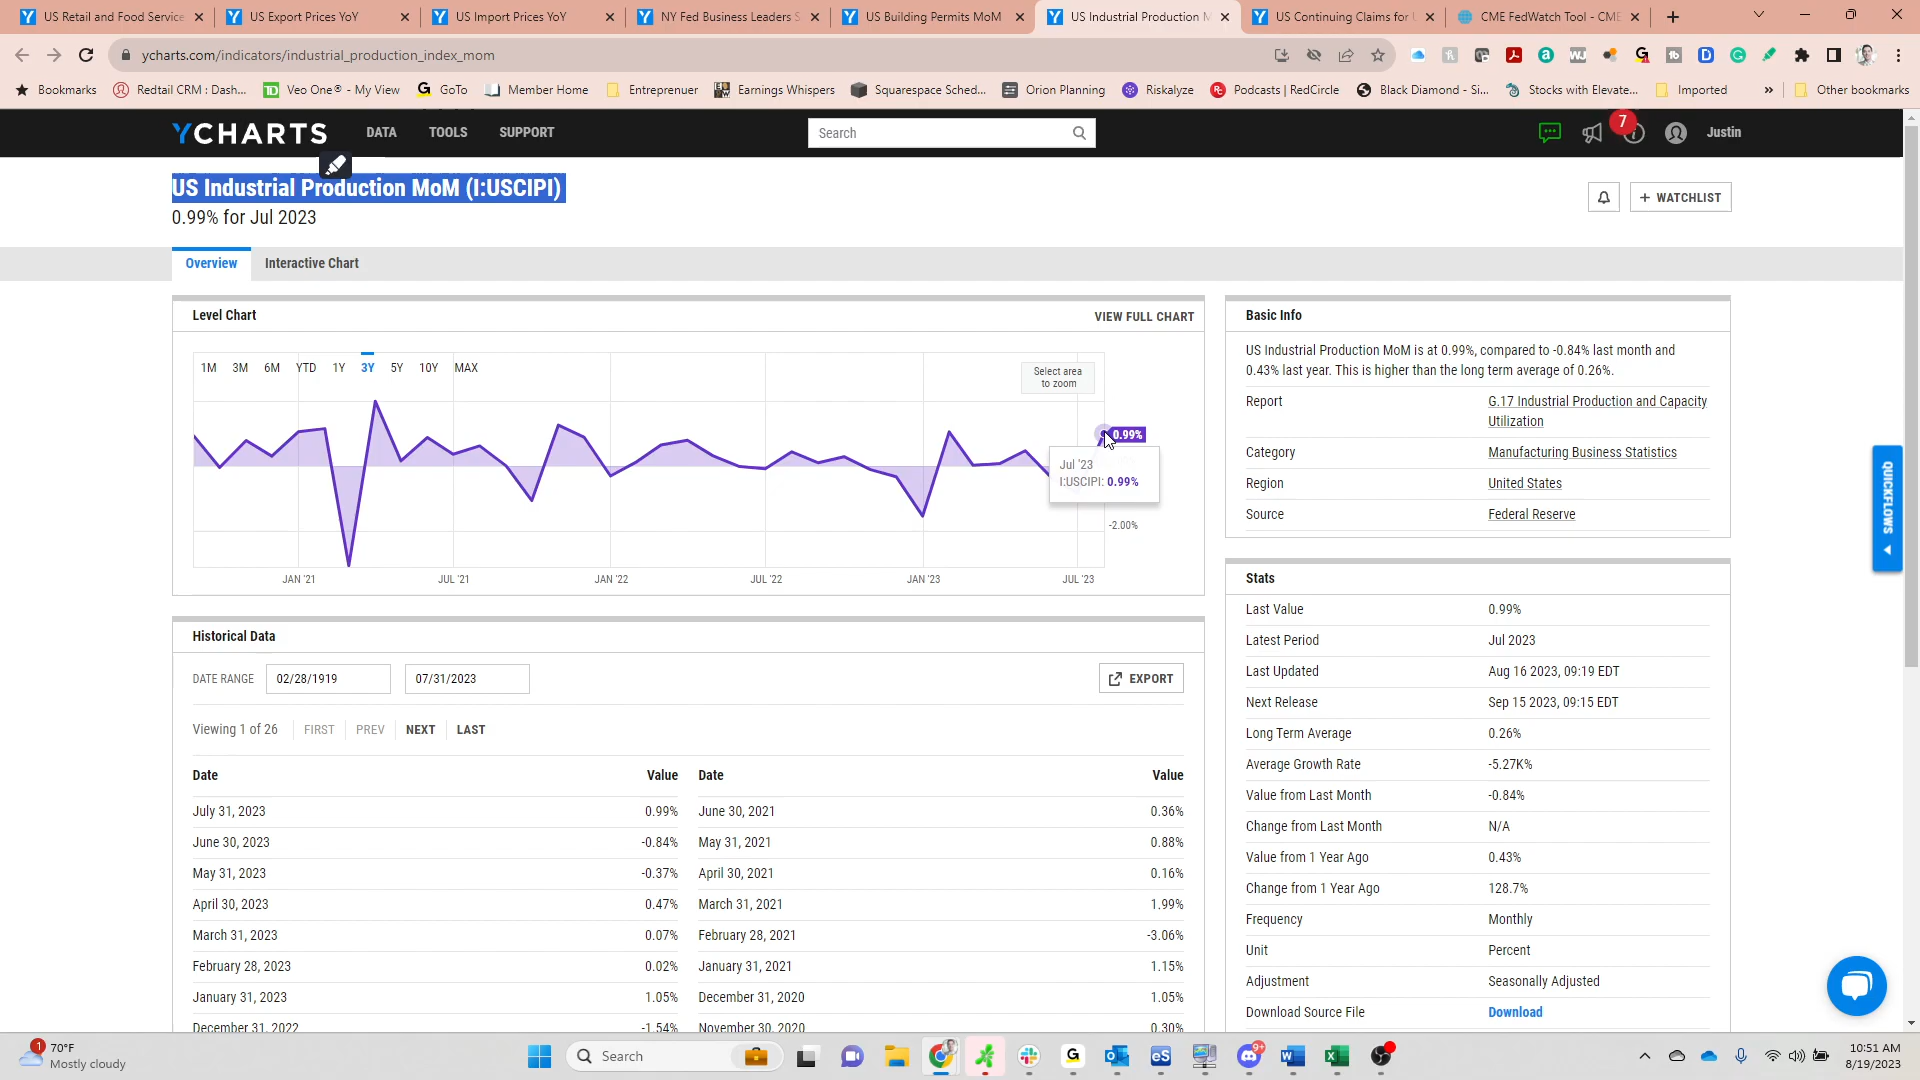 US Retail and Food Service
US Export Prices YoY
US Import Prices YoY
NY Fed Business Leaders S
US Building Permits MoM
US Industrial Production M
US Continuing Claims for U
CME FedWatch Tool - CME
ycharts.com/indicators/industrial_production_index_mom
Bookmarks
Redtail CRM : Dash...
Veo One® - My View
GoTo
Member Home
Entreprenuer
Earnings Whispers
Squarespace Sched...
Orion Planning
Riskalyze
Podcasts | RedCircle
Black Diamond - Si...
Stocks with Elevate...
Imported
»
Other bookmarks
YCHARTS
DATA
TOOLS
SUPPORT
Search
7
Justin
US Industrial Production MoM (I:USCIPI)
0.99% for Jul 2023
WATCHLIST
Overview
Interactive Chart
Level Chart
VIEW FULL CHART
1M 3M 6M YTD 1Y 3Y 5Y 10Y MAX
Select area
to zoom
0.99%
Jul '23
I:USCIPI: 0.99%
-2.00%
JAN '21
JUL '21
JAN '22
JUL '22
JAN '23
JUL '23
Basic Info
US Industrial Production MoM is at 0.99%, compared to -0.84% last month and
0.43% last year. This is higher than the long term average of 0.26%.
Report G.17 Industrial Production and Capacity
Utilization
Category Manufacturing Business Statistics
Region United States
Source Federal Reserve
QUICKFLOWS
Historical Data
DATE RANGE 02/28/1919 07/31/2023
EXPORT
Viewing 1 of 26 FIRST PREV NEXT LAST
Date Value Date Value
July 31, 2023 0.99% June 30, 2021 0.36%
June 30, 2023 -0.84% May 31, 2021 0.88%
May 31, 2023 -0.37% April 30, 2021 0.16%
April 30, 2023 0.47% March 31, 2021 1.99%
March 31, 2023 0.07% February 28, 2021 -3.06%
February 28, 2023 0.02% January 31, 2021 1.15%
January 31, 2023 1.05% December 31, 2020 1.05%
December 31, 2022 -1.54% November 30, 2020 0.30%
Stats
Last Value 0.99%
Latest Period Jul 2023
Last Updated Aug 16 2023, 09:19 EDT
Next Release Sep 15 2023, 09:15 EDT
Long Term Average 0.26%
Average Growth Rate -5.27K%
Value from Last Month -0.84%
Change from Last Month N/A
Value from 1 Year Ago 0.43%
Change from 1 Year Ago 128.7%
Frequency Monthly
Unit Percent
Adjustment Seasonally Adjusted
Download Source File Download
1
70°F
Mostly cloudy
Search
9+
10:51 AM
8/19/2023